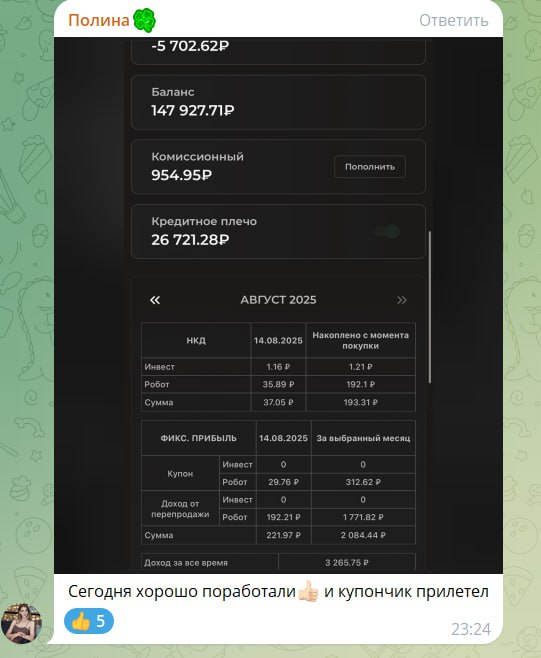 Полина
Ответить
-5 702.62₽
Баланс
147 927.71₽
Комиссионный
954.95₽
Пополнить
Кредитное плечо
26 721.28₽
«
АВГУСТ 2025
»
НКД 14.08.2025 Накоплено с момента покупки
Инвест 1.16 ₽ 1.21 ₽
Робот 35.89 ₽ 192.1 ₽
Сумма 37.05 ₽ 193.31 ₽
ФИКС. ПРИБЫЛЬ 14.08.2025 За выбранный месяц
Купон Инвест 0 0
Робот 29.76 ₽ 312.62 ₽
Доход от перепродажи Инвест 0 0
Робот 192.21 ₽ 1 771.82 ₽
Сумма 221.97 ₽ 2 084.44 ₽
Доход за все время 3 265.75 ₽
Сегодня хорошо поработали👍🏻 и купончик прилетел
👍 5
23:24